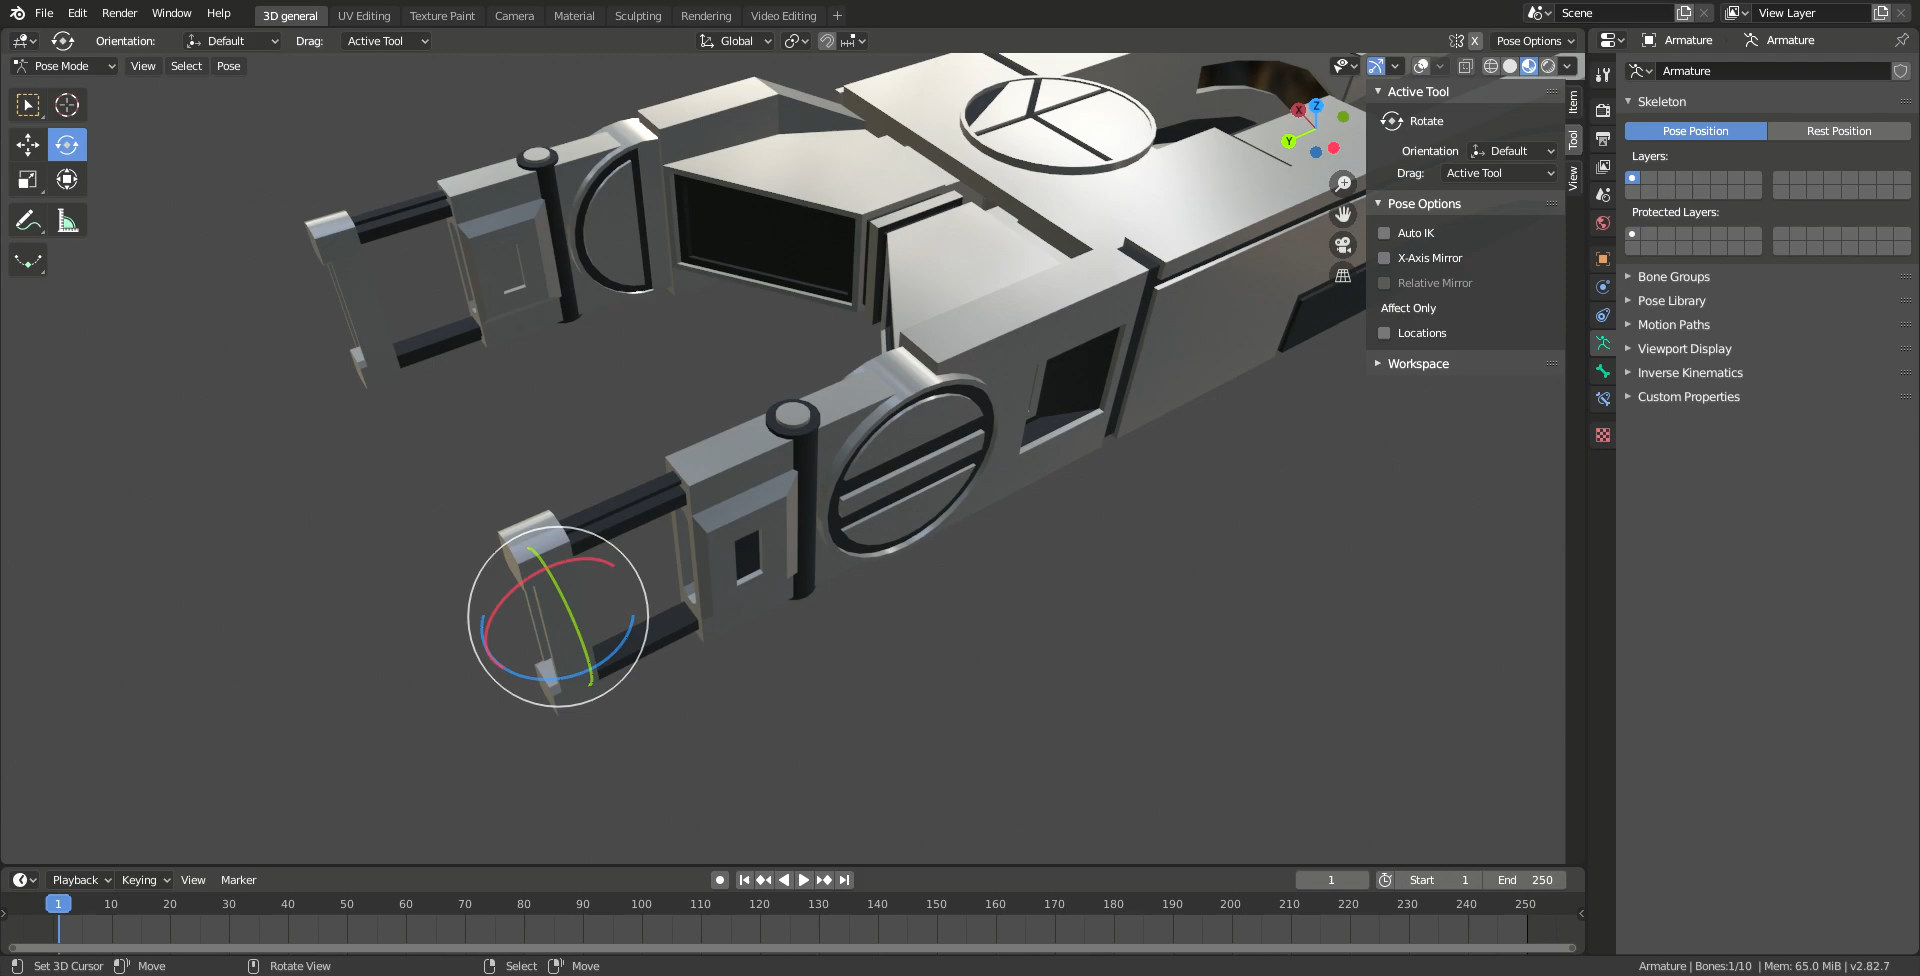 File Edit Render Window Help 3D general UV Editing Texture Paint Camera Material Sculpting Rendering Video Editing + Scene View Layer
Orientation: Default Drag: Active Tool Global X Pose Options Armature Armature
Pose Mode View Select Pose
Armature
Active Tool
Rotate
Orientation Default
Drag: Active Tool
Pose Options
Auto IK
X-Axis Mirror
Relative Mirror
Affect Only
Locations
Workspace
Item
Tool
View
X
Z
Y
Skeleton
Pose Position Rest Position
Layers:
Protected Layers:
Bone Groups
Pose Library
Motion Paths
Viewport Display
Inverse Kinematics
Custom Properties
Playback Keying View Marker 1 Start 1 End 250
1 10 20 30 40 50 60 70 80 90 100 110 120 130 140 150 160 170 180 190 200 210 220 230 240 250
Set 3D Cursor Move Rotate View Select Move Armature | Bones:1/10 | Mem: 65.0 MiB | v2.82.7